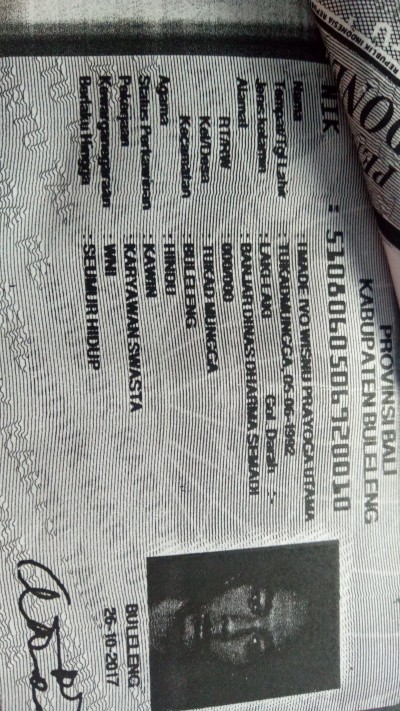 REPUBLIK INDONESIA
PROVINSI BALI
KABUPATEN BULELENG
NIK : 5108060506920010
Nama : I MADE IVO WISNU PRAYOGA UTAMA
Tempat/Tgl Lahir : TUKADMUNGGA, 05-06-1992
Jenis kelamin : LAKI-LAKI Gol. Darah : -
Alamat : BANJAR DINAS DHARMA SEMADI
RT/RW : 000/000
Kel/Desa : TUKAD MUNGGA
Kecamatan : BULELENG
Agama : HINDU
Status Perkawinan : KAWIN
Pekerjaan : KARYAWAN SWASTA
Kewarganegaraan : WNI
Berlaku Hingga : SEUMUR HIDUP
BULELENG
26-10-2017